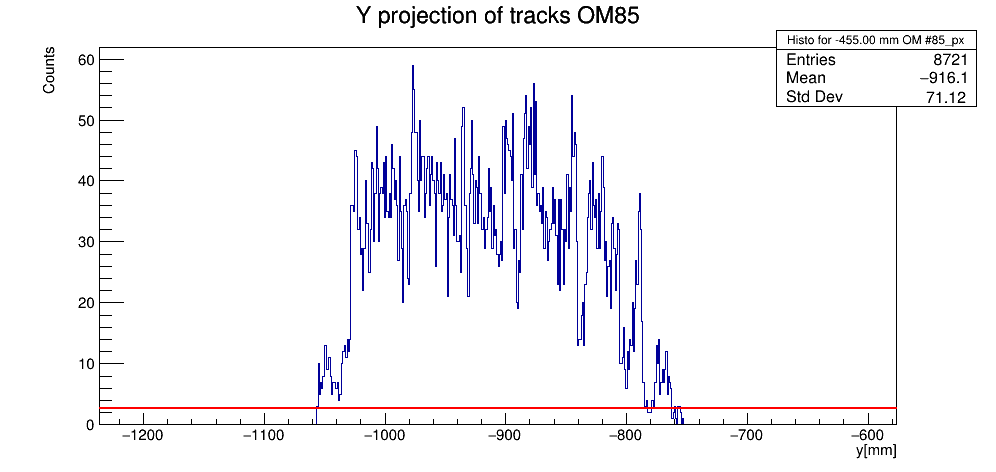 Y projection of tracks OM85
Histo for -455.00 mm OM #85_px
Entries 8721
Mean −916.1
Std Dev 71.12
Counts
60
50
40
30
20
10
0
−1200 −1100 −1000 −900 −800 −700 −600
y[mm]